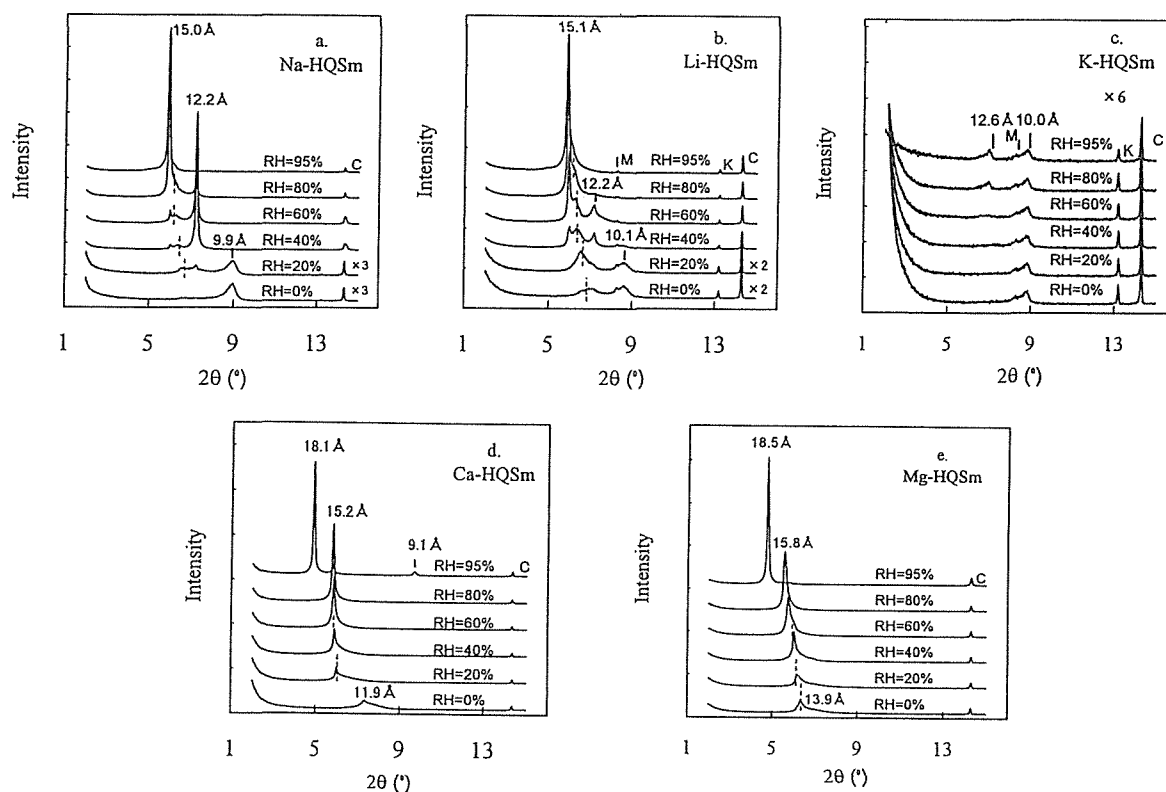 a.
Na-HQSm
15.0 Å
12.2 Å
RH=95%
C
RH=80%
RH=60%
RH=40%
9.9 Å
RH=20%
×3
RH=0%
×3
Intensity
1 5 9 13
2θ (°)
b.
Li-HQSm
15.1 Å
M
RH=95%
K
C
12.2 Å
RH=80%
RH=60%
RH=40%
10.1 Å
RH=20%
×2
RH=0%
×2
Intensity
1 5 9 13
2θ (°)
c.
K-HQSm
×6
12.6 Å
M
10.0 Å
C
RH=95%
K
RH=80%
RH=60%
RH=40%
RH=20%
RH=0%
Intensity
1 5 9 13
2θ (°)
d.
Ca-HQSm
18.1 Å
15.2 Å
9.1 Å
RH=95%
C
RH=80%
RH=60%
RH=40%
RH=20%
11.9 Å
RH=0%
Intensity
1 5 9 13
2θ (°)
e.
Mg-HQSm
18.5 Å
15.8 Å
RH=95%
C
RH=80%
RH=60%
RH=40%
RH=20%
13.9 Å
RH=0%
Intensity
1 5 9 13
2θ (°)